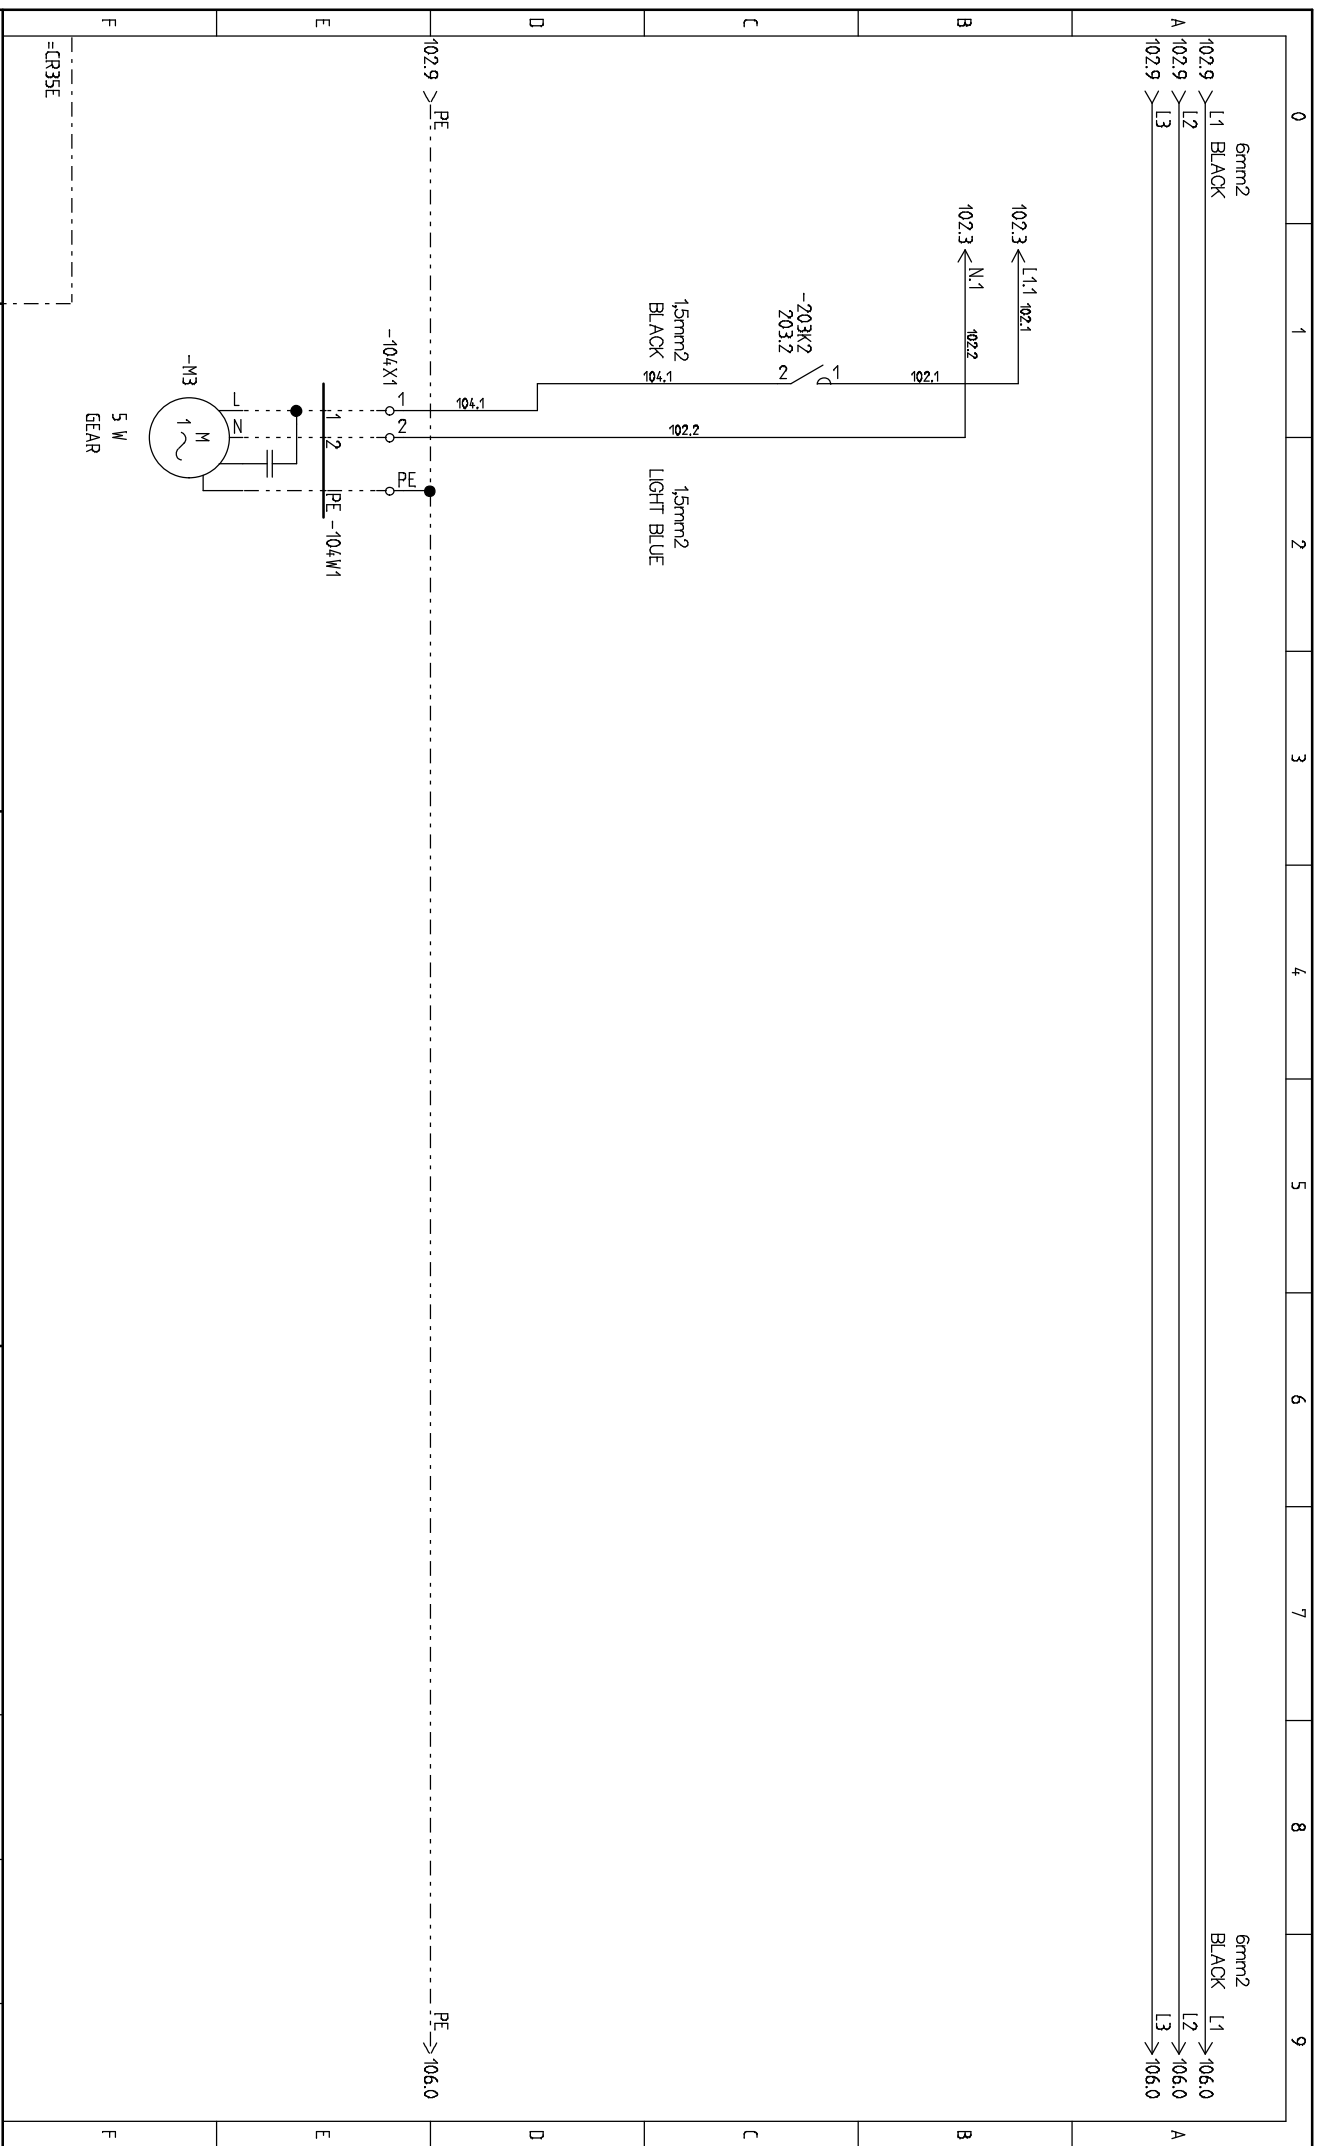 0 1 2 3 4 5 6 7 8 9
A
6mm2
102.9 L1 BLACK
102.9 L2
102.9 L3
6mm2
BLACK L1 106.0
L2 106.0
L3 106.0
A
B
102.3 L1.1 102.1
102.3 N.1 102.2
102.1
B
C
-203K2
203.2
1
2
1,5mm2
BLACK
104.1
102.2
1,5mm2
LIGHT BLUE
C
D
104.1
D
102.9 PE
PE 106.0
-104X1 1 2 PE
E
1 2 PE -104W1
L N
E
-M3
M
1
5 W
GEAR
F
F
=CR35E